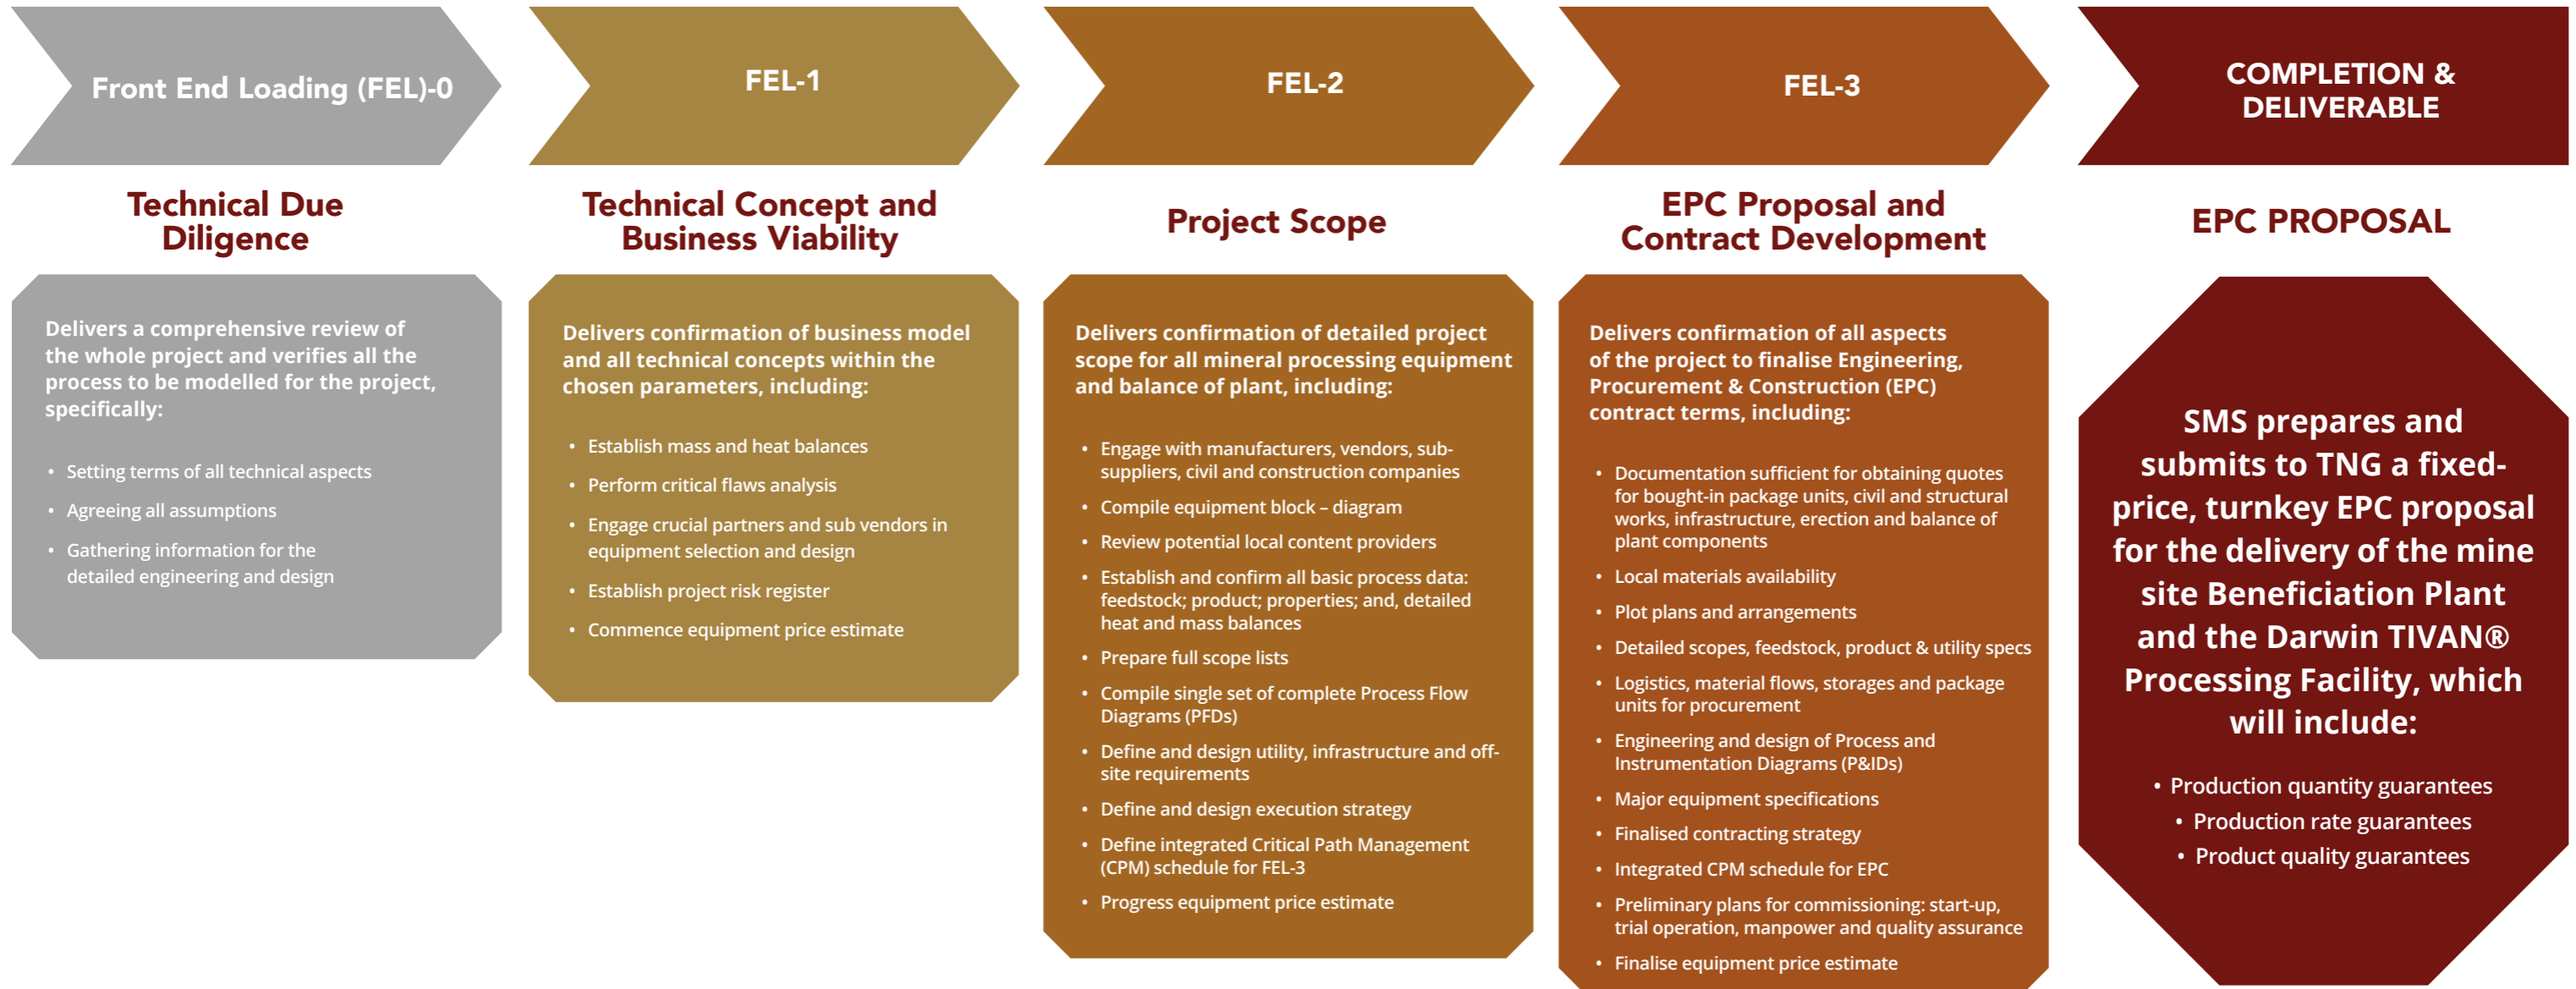 Front End Loading (FEL)-0
Technical Due
Diligence
Delivers a comprehensive review of
the whole project and verifies all the
process to be modelled for the project,
specifically:
• Setting terms of all technical aspects
• Agreeing all assumptions
• Gathering information for the
detailed engineering and design
FEL-1
Technical Concept and
Business Viability
Delivers confirmation of business model
and all technical concepts within the
chosen parameters, including:
• Establish mass and heat balances
• Perform critical flaws analysis
• Engage crucial partners and sub vendors in
equipment selection and design
• Establish project risk register
• Commence equipment price estimate
FEL-2
Project Scope
Delivers confirmation of detailed project
scope for all mineral processing equipment
and balance of plant, including:
• Engage with manufacturers, vendors, sub-
suppliers, civil and construction companies
• Compile equipment block – diagram
• Review potential local content providers
• Establish and confirm all basic process data:
feedstock; product; properties; and, detailed
heat and mass balances
• Prepare full scope lists
• Compile single set of complete Process Flow
Diagrams (PFDs)
• Define and design utility, infrastructure and off-
site requirements
• Define and design execution strategy
• Define integrated Critical Path Management
(CPM) schedule for FEL-3
• Progress equipment price estimate
FEL-3
EPC Proposal and
Contract Development
Delivers confirmation of all aspects
of the project to finalise Engineering,
Procurement & Construction (EPC)
contract terms, including:
• Documentation sufficient for obtaining quotes
for bought-in package units, civil and structural
works, infrastructure, erection and balance of
plant components
• Local materials availability
• Plot plans and arrangements
• Detailed scopes, feedstock, product & utility specs
• Logistics, material flows, storages and package
units for procurement
• Engineering and design of Process and
Instrumentation Diagrams (P&IDs)
• Major equipment specifications
• Finalised contracting strategy
• Integrated CPM schedule for EPC
• Preliminary plans for commissioning: start-up,
trial operation, manpower and quality assurance
• Finalise equipment price estimate
COMPLETION &
DELIVERABLE
EPC PROPOSAL
SMS prepares and
submits to TNG a fixed-
price, turnkey EPC proposal
for the delivery of the mine
site Beneficiation Plant
and the Darwin TIVAN®
Processing Facility, which
will include:
• Production quantity guarantees
• Production rate guarantees
• Product quality guarantees